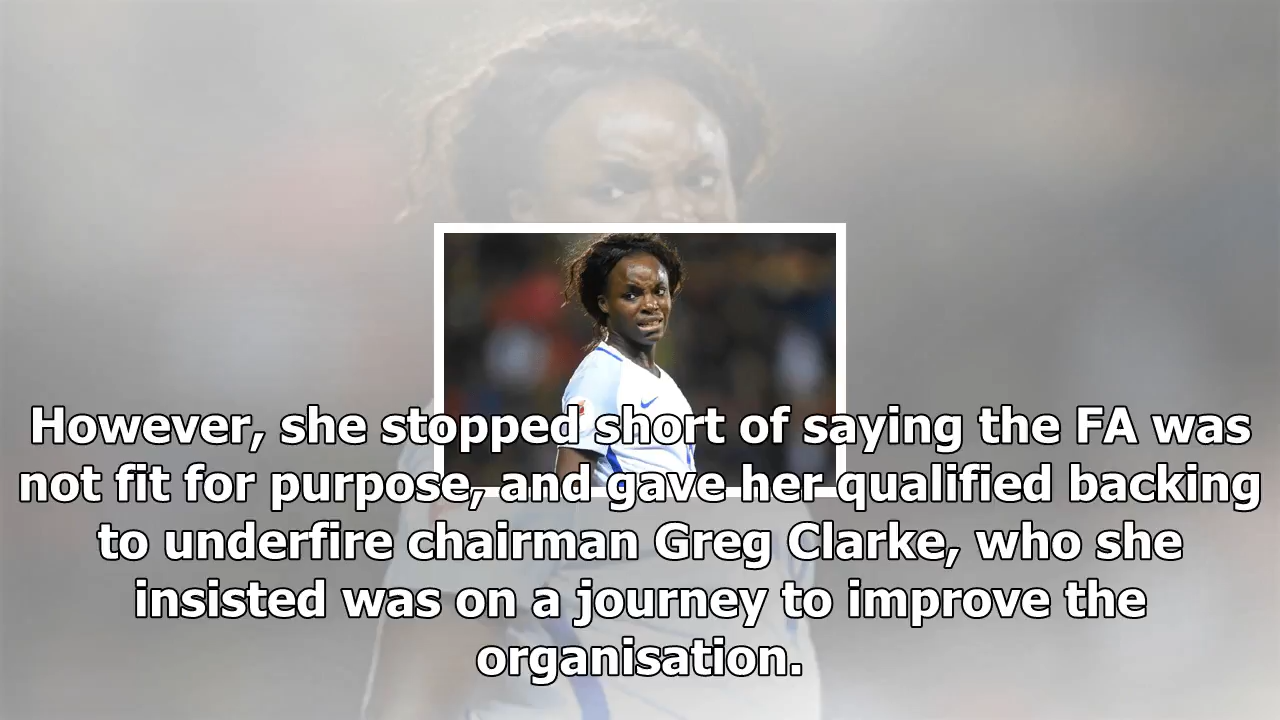 However, she stopped short of saying the FA was
not fit for purpose, and gave her qualified backing
to underfire chairman Greg Clarke, who she
insisted was on a journey to improve the
organisation.